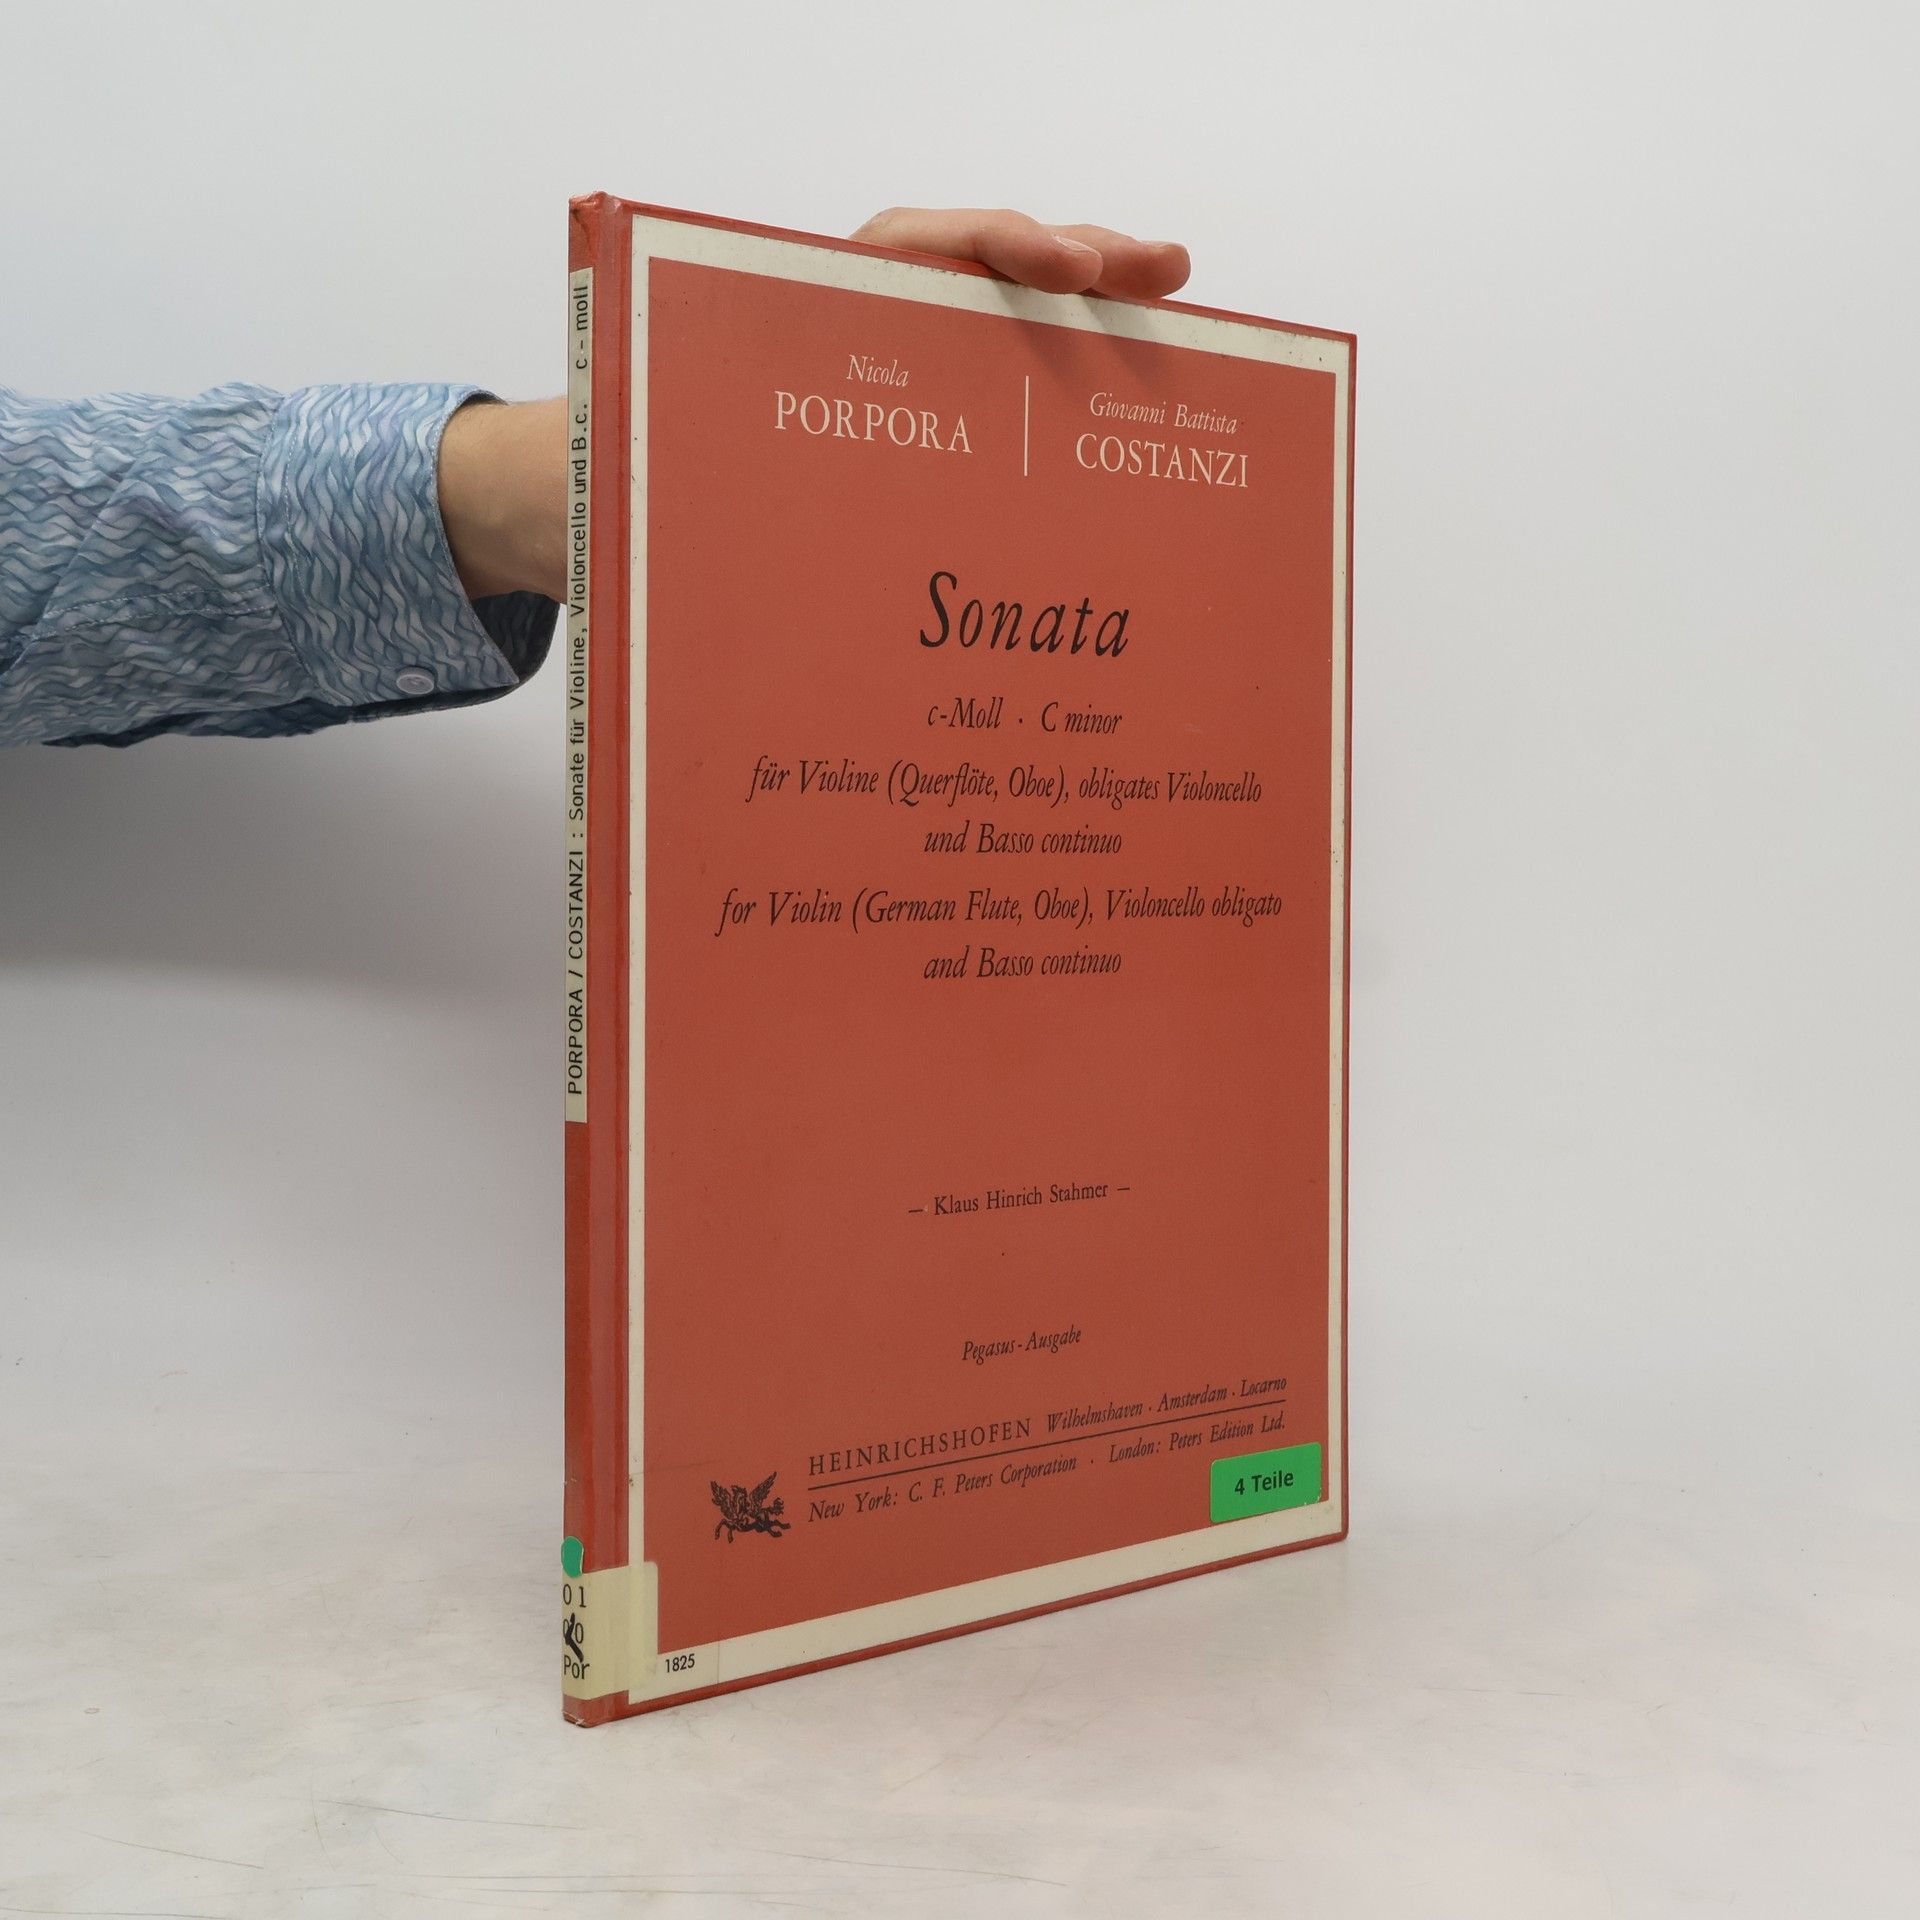 PORPORA / COSTANZI : Sonate für Violine, Violoncello und B.c. c - moll
Nicola
PORPORA
Giovanni Battista
COSTANZI
Sonata
c-Moll · C minor
für Violine (Querflöte, Oboe), obligates Violoncello
und Basso continuo
for Violin (German Flute, Oboe), Violoncello obligato
and Basso continuo
— Klaus Hinrich Stahmer —
Pegasus-Ausgabe
HEINRICHSHOFEN Wilhelmshaven · Amsterdam · Locarno
New York: C. F. Peters Corporation · London: Peters Edition Ltd.
4 Teile
01
Por
1825